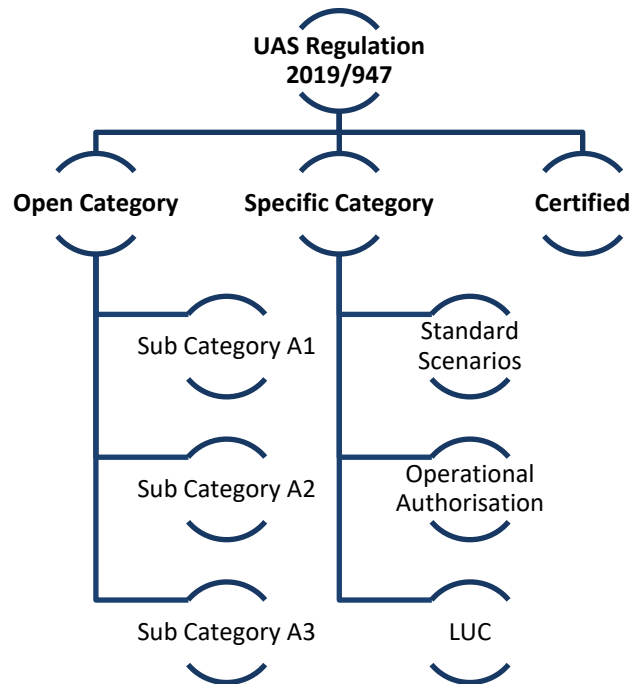 UAS Regulation
2019/947
Open Category
Specific Category
Certified
Sub Category A1
Standard
Scenarios
Sub Category A2
Operational
Authorisation
Sub Category A3
LUC